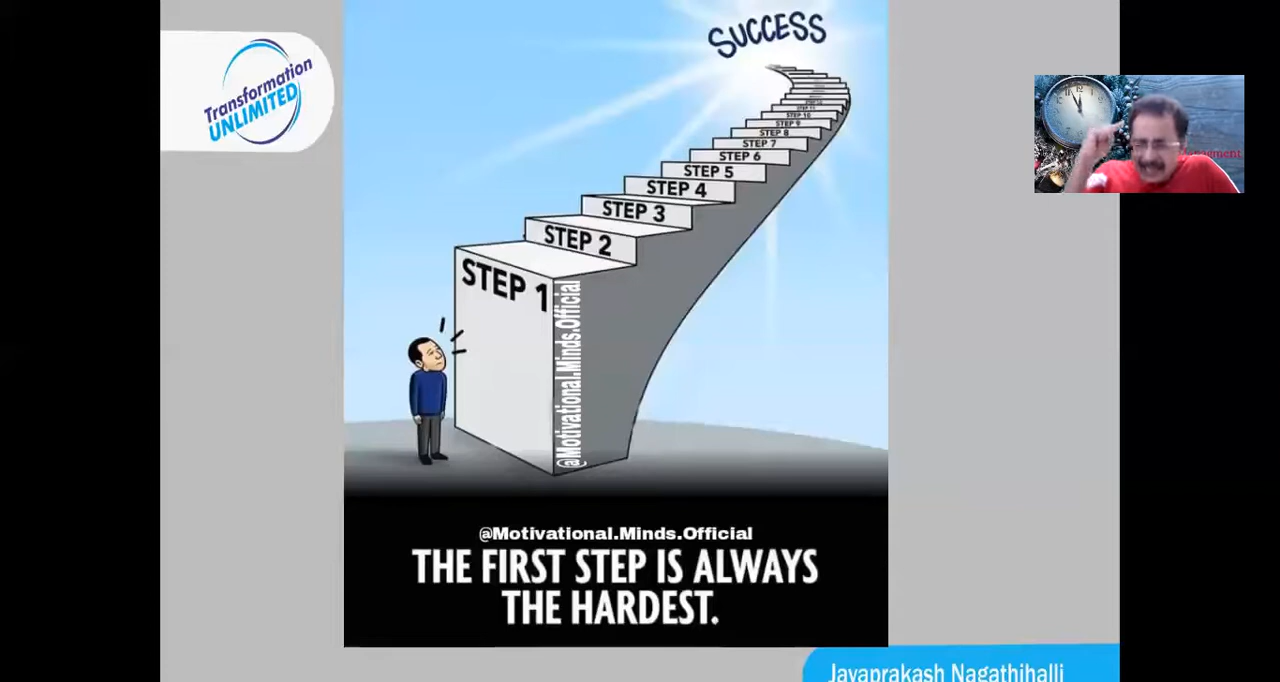 SUCCESS
Transformation
UNLIMITED
STEP 10
STEP 9
STEP 8
STEP 7
STEP 6
STEP 5
STEP 4
STEP 3
STEP 2
STEP 1
@Motivational.Minds.Official
@Motivational.Minds.Official
THE FIRST STEP IS ALWAYS
THE HARDEST.
Jayaprakash Nagathihalli